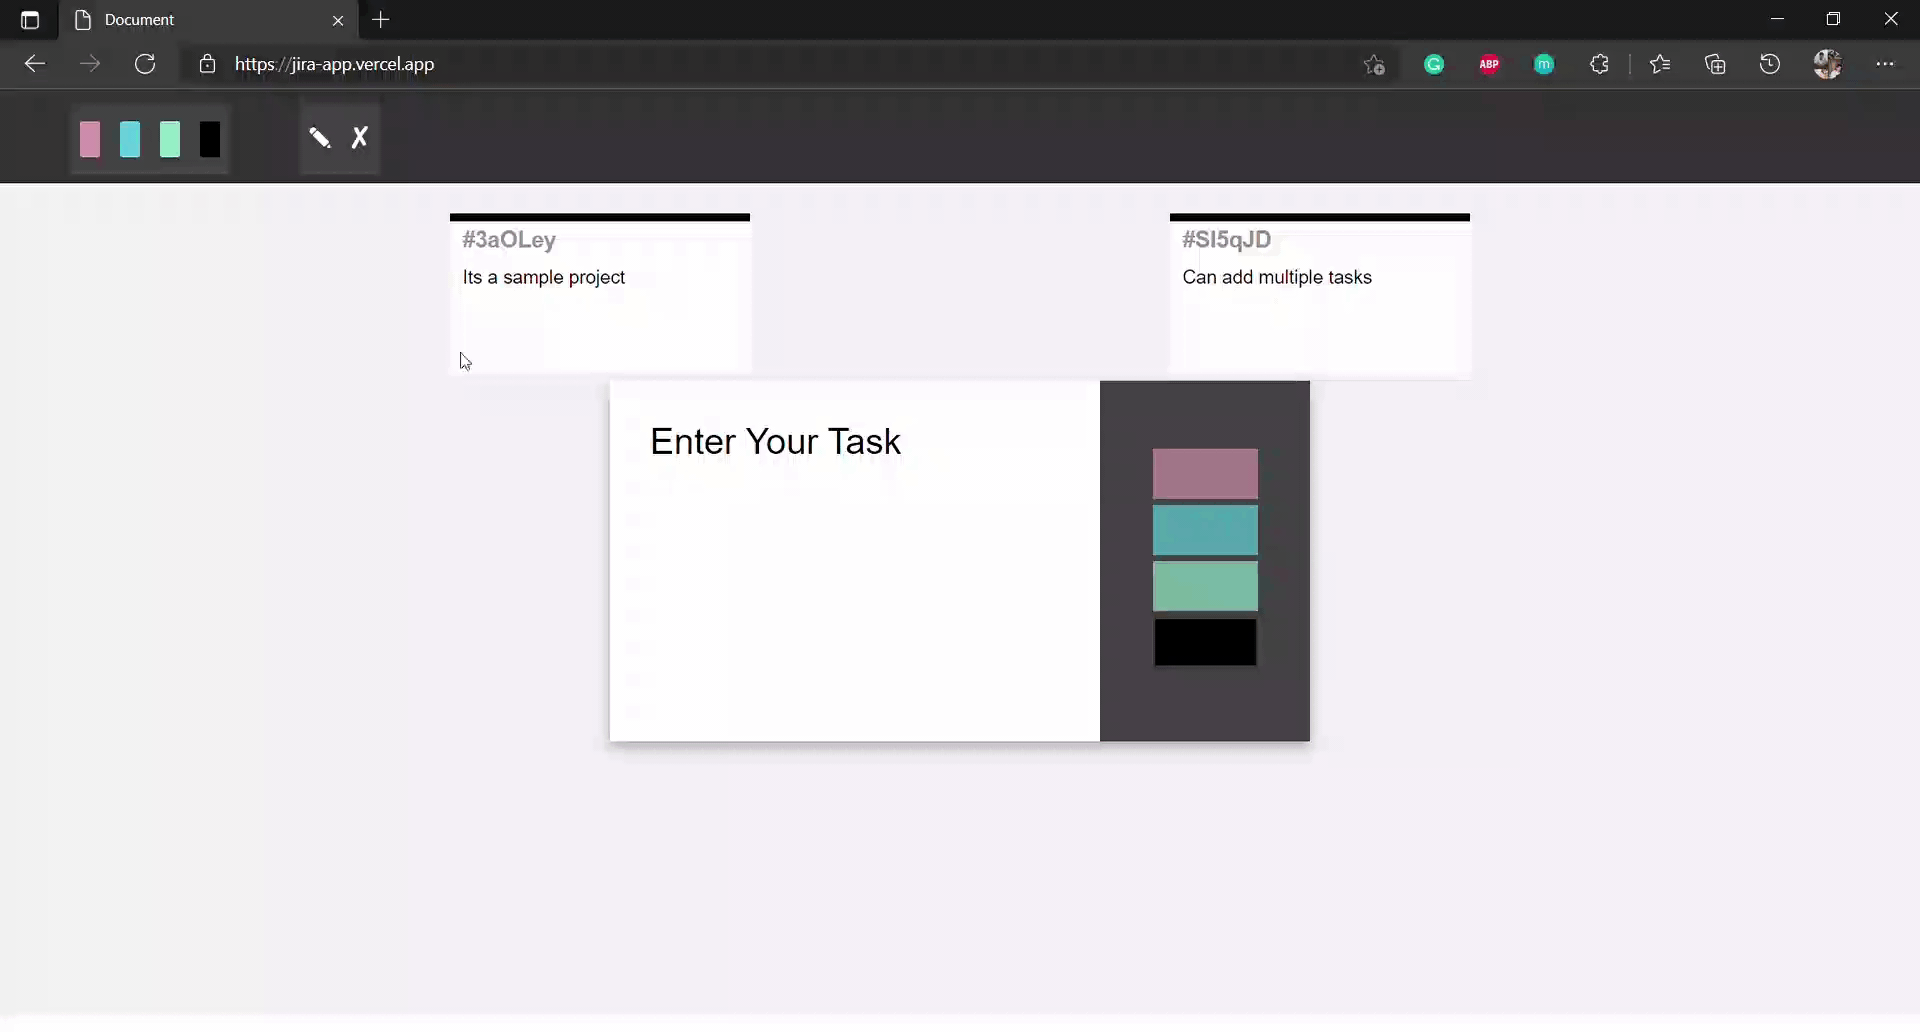 Document
https://jira-app.vercel.app
G
ABP
m
#3aOLey
Its a sample project
#SI5qJD
Can add multiple tasks
Enter Your Task